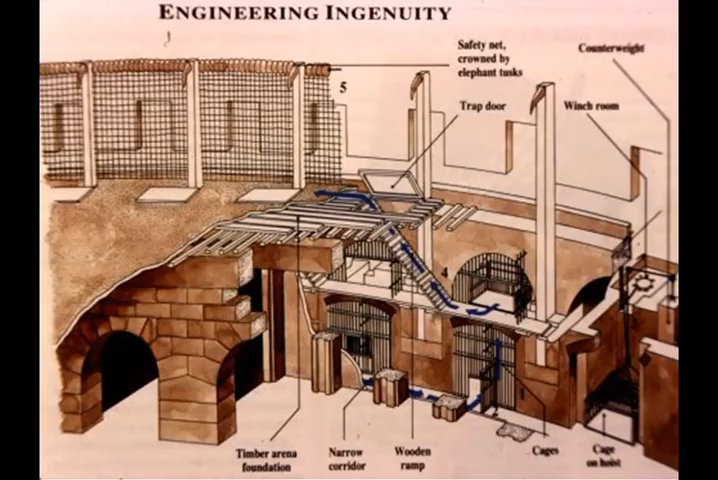 ENGINEERING INGENUITY
Safety net,
crowned by
elephant tusks
Counterweight
5
Trap door
Winch room
4
Timber arena
foundation
Narrow
corridor
Wooden
ramp
Cages
Cage
on hoist